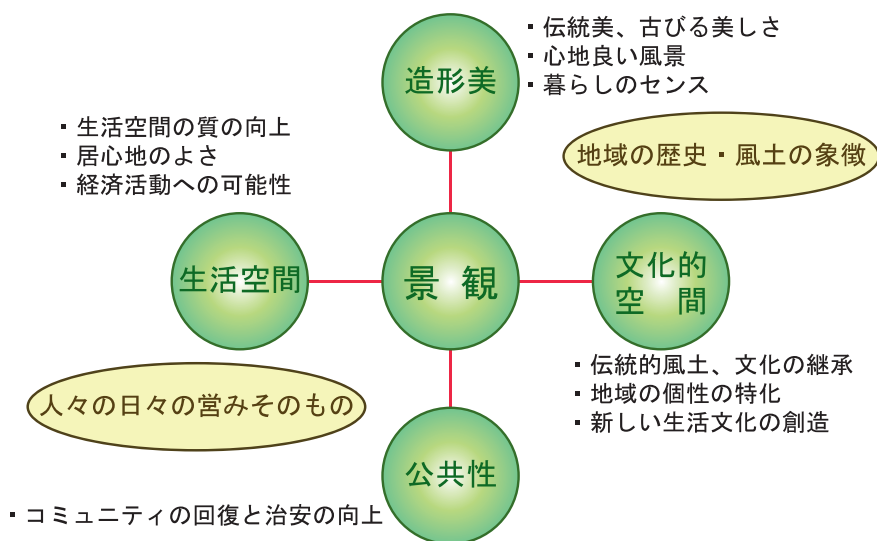 造形美
・伝統美、古びる美しさ
・心地良い風景
・暮らしのセンス
・生活空間の質の向上
・居心地のよさ
・経済活動への可能性
地域の歴史・風土の象徴
生活空間
景 観
文化的
空 間
・伝統的風土、文化の継承
・地域の個性の特化
・新しい生活文化の創造
人々の日々の営みそのもの
公共性
・コミュニティの回復と治安の向上